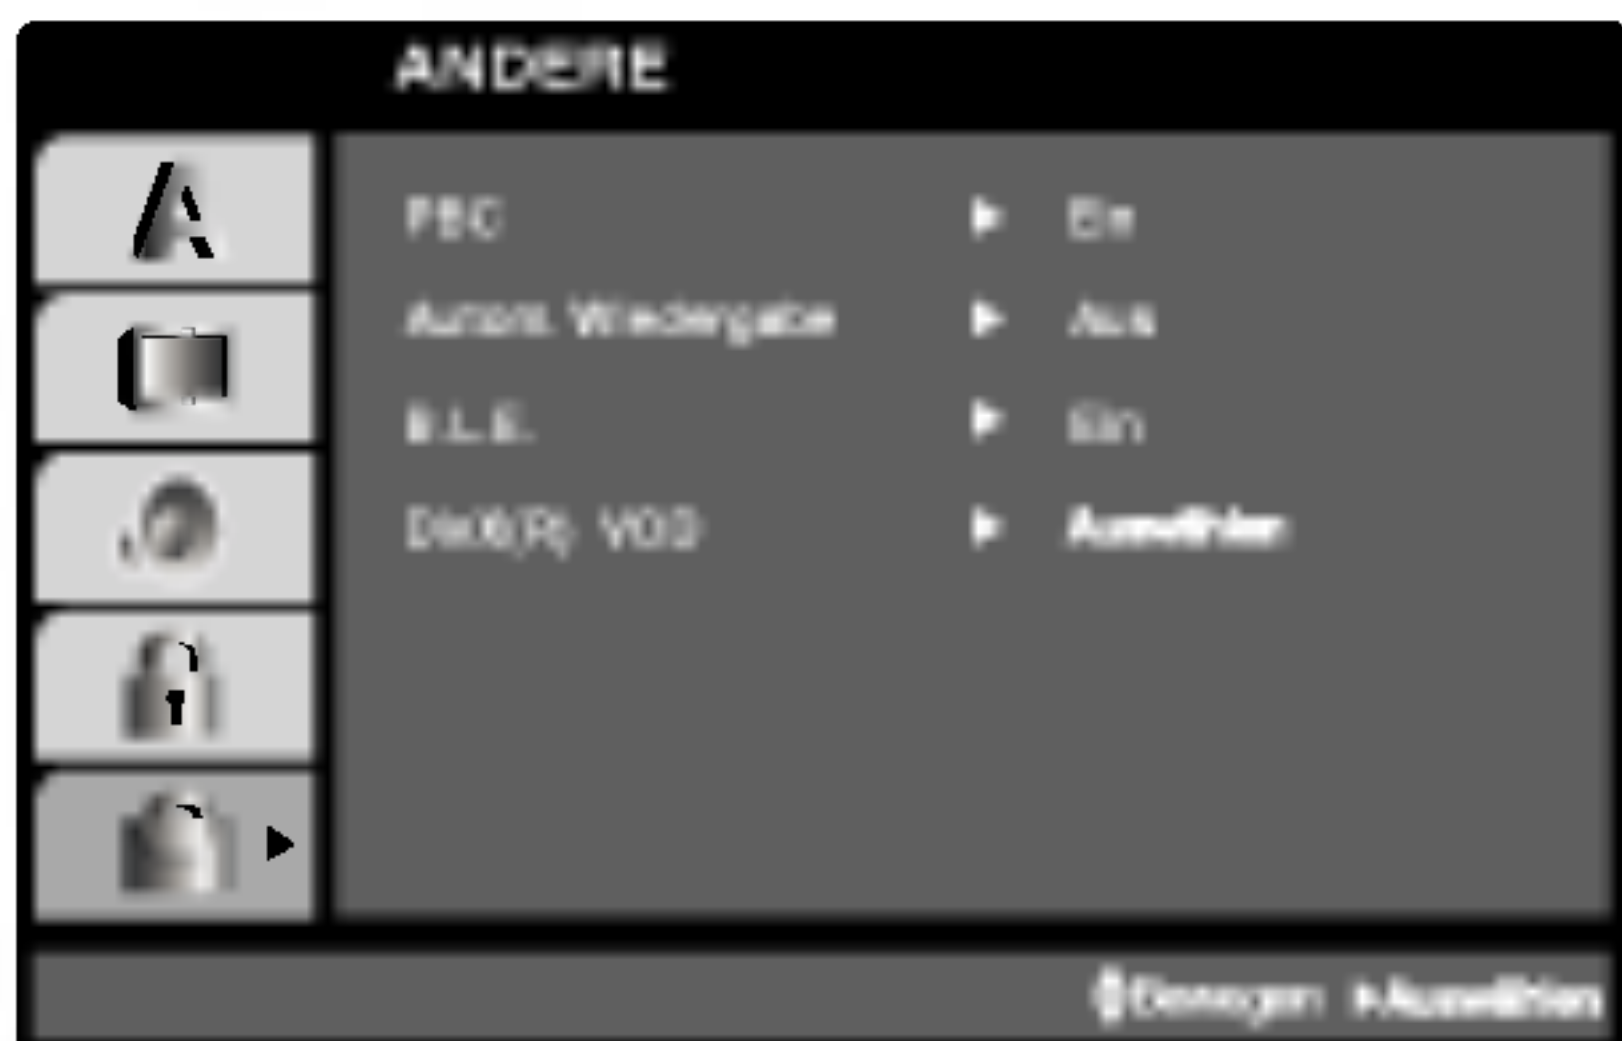 ANDERE
PBC ▶ Ein
Autom. Wiedergabe ▶ Aus
B.L.E. ▶ Ein
DivX(R) VOD ▶ Auswählen
Bewegen ▶Auswählen